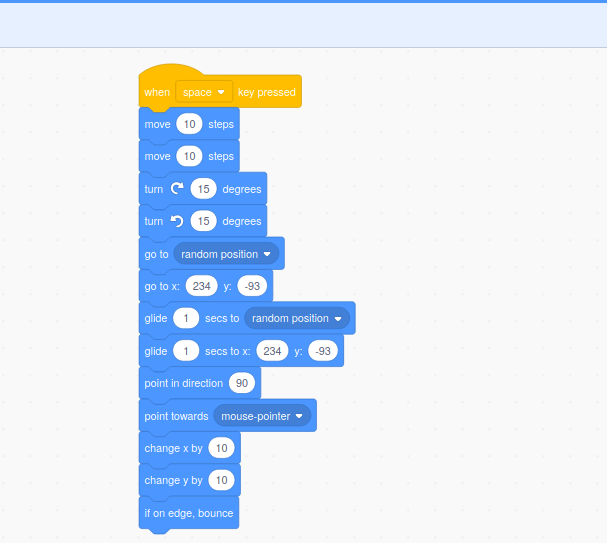 when space key pressed
move 10 steps
move 10 steps
turn 15 degrees
turn 15 degrees
go to random position
go to x: 234 y: -93
glide 1 secs to random position
glide 1 secs to x: 234 y: -93
point in direction 90
point towards mouse-pointer
change x by 10
change y by 10
if on edge, bounce